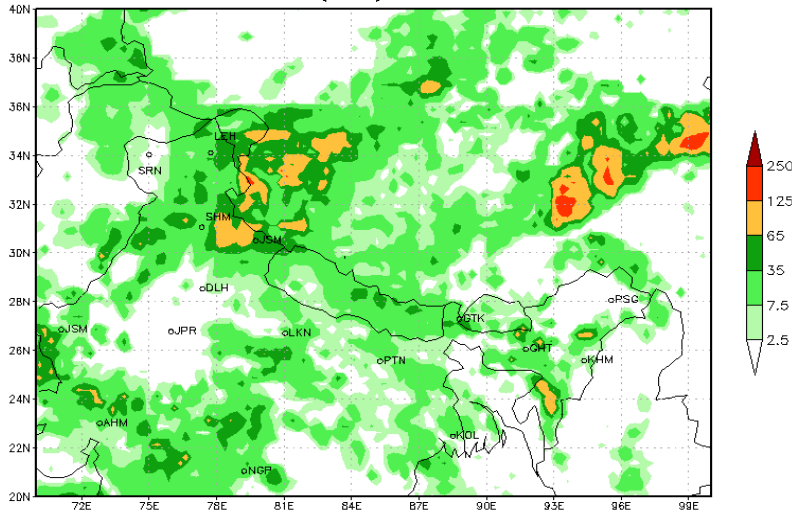 40N
38N
36N
34N
32N
30N
28N
26N
24N
22N
20N
72E
75E
78E
81E
84E
87E
90E
93E
96E
99E
LEH
SRN
SHM
JSM
DLH
JSM
JPR
LKN
PTN
GTK
GHT
PSG
KHM
AHM
KOL
NGP
250
125
65
35
7.5
2.5